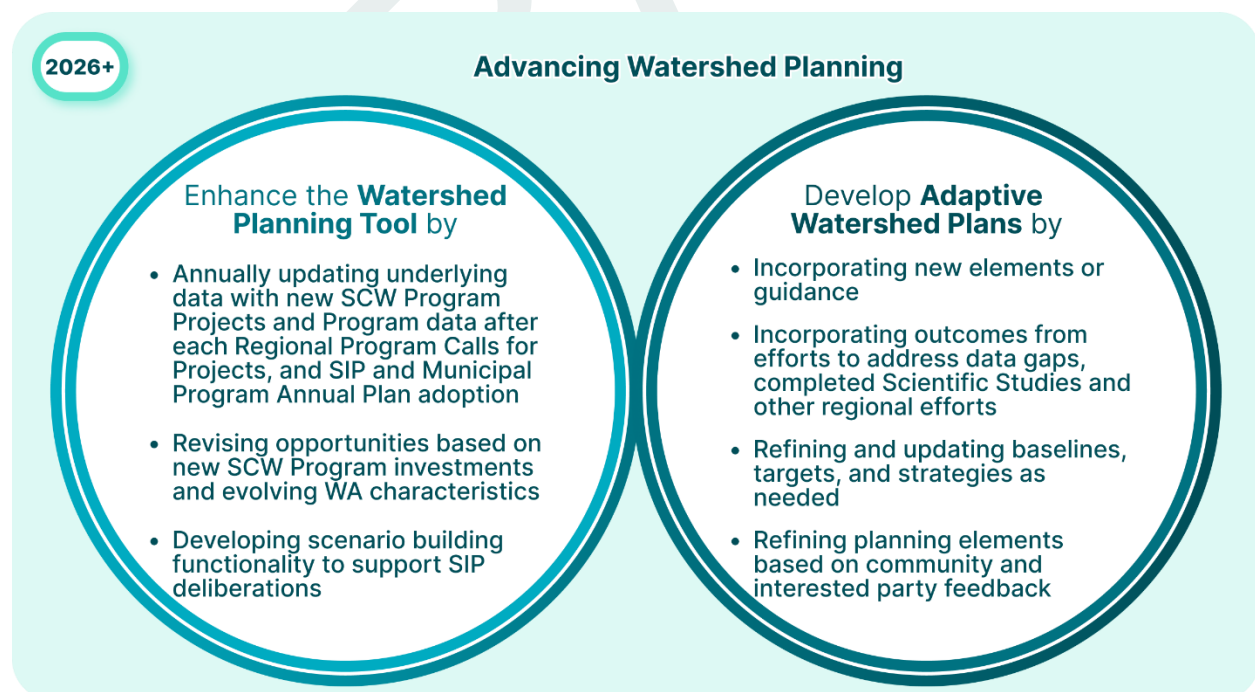 2026+
Advancing Watershed Planning
Enhance the Watershed
Planning Tool by
• Annually updating underlying
data with new SCW Program
Projects and Program data after
each Regional Program Calls for
Projects, and SIP and Municipal
Program Annual Plan adoption
• Revising opportunities based on
new SCW Program investments
and evolving WA characteristics
• Developing scenario building
functionality to support SIP
deliberations
Develop Adaptive
Watershed Plans by
• Incorporating new elements or
guidance
• Incorporating outcomes from
efforts to address data gaps,
completed Scientific Studies and
other regional efforts
• Refining and updating baselines,
targets, and strategies as
needed
• Refining planning elements
based on community and
interested party feedback